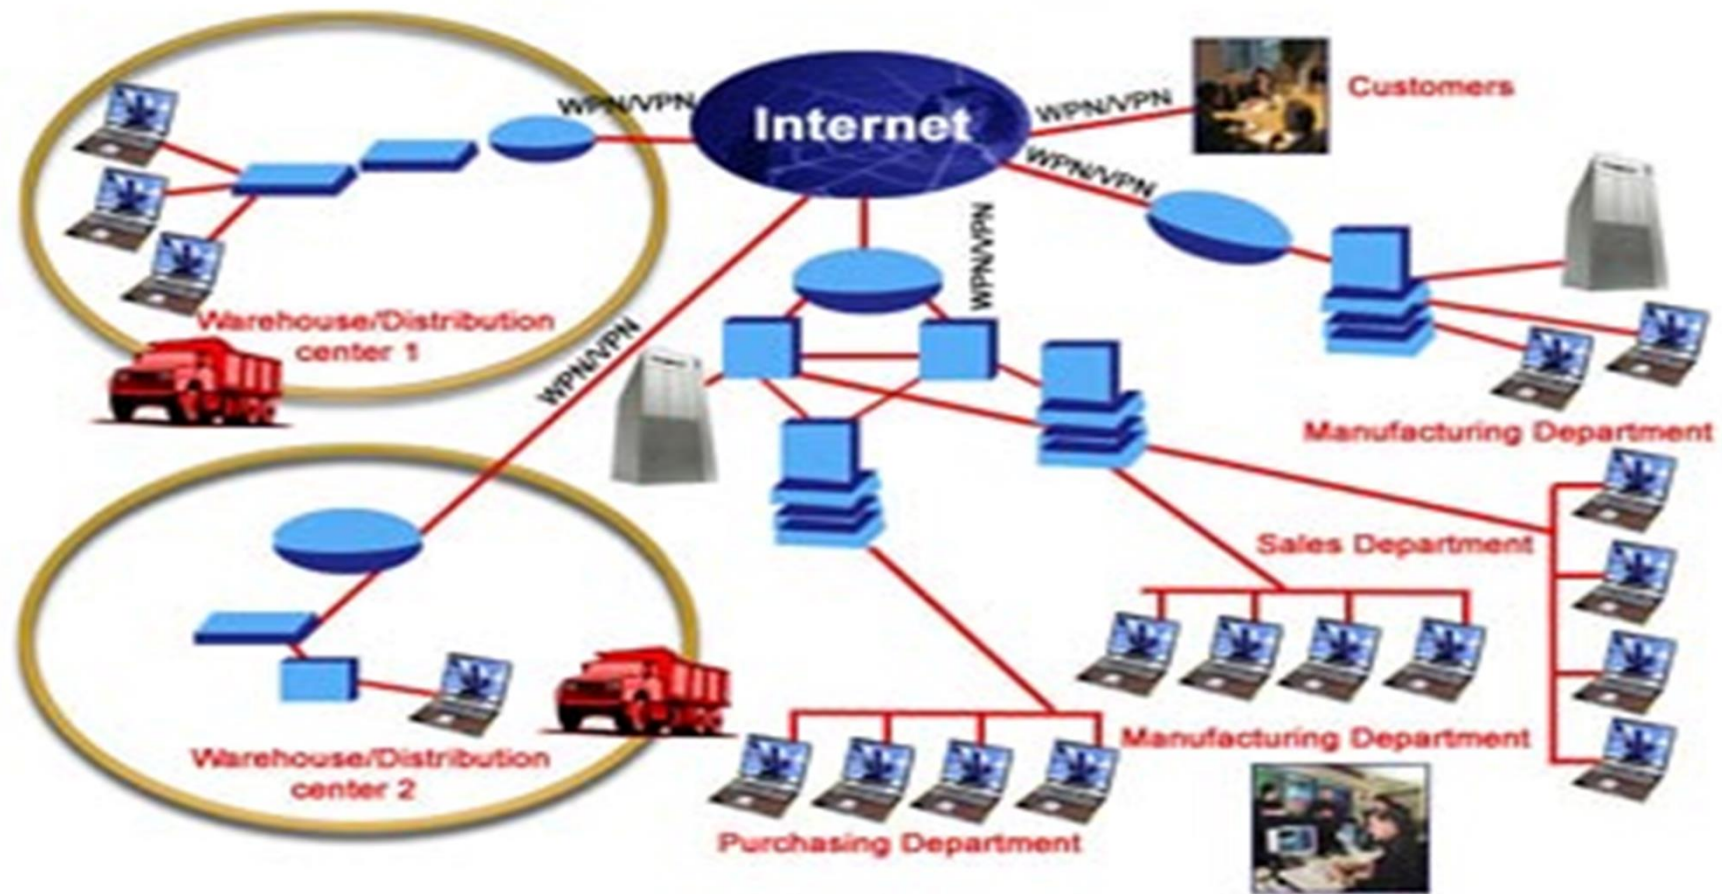 WPN/VPN
Internet
WPN/VPN
Customers
WPN/VPN
WPN/VPN
Warehouse/Distribution
center 1
WPN/VPN
Manufacturing Department
Sales Department
Manufacturing Department
Warehouse/Distribution
center 2
Purchasing Department